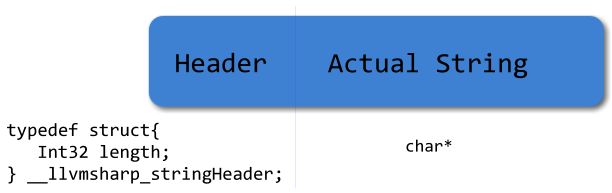 Header Actual String
typedef struct{
Int32 length;
} __llvmsharp_stringHeader;
char*